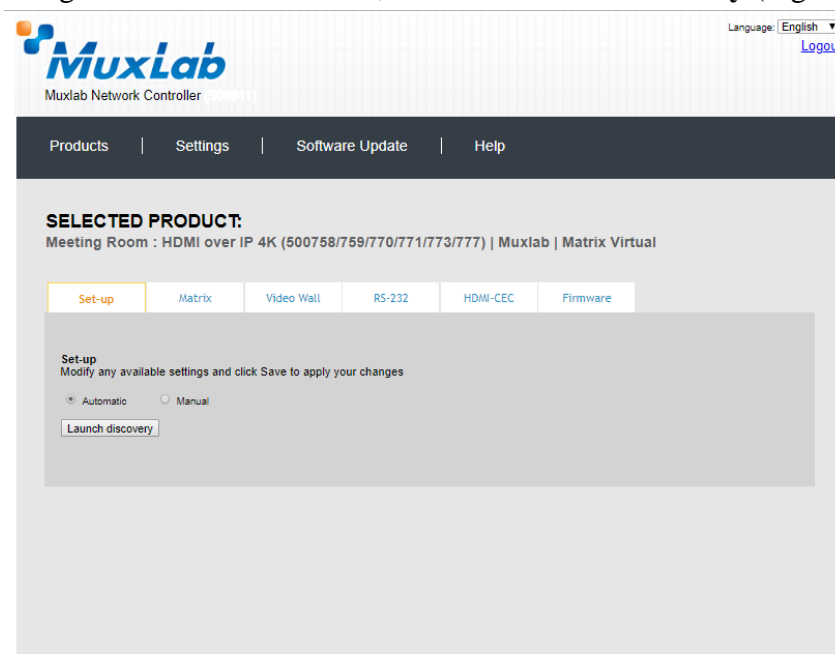 Language: English
Logou
MuxLab
Muxlab Network Controller
Products | Settings | Software Update | Help
SELECTED PRODUCT:
Meeting Room : HDMI over IP 4K (500758/759/770/771/773/777) | Muxlab | Matrix Virtual
Set-up Matrix Video Wall RS-232 HDMI-CEC Firmware
Set-up
Modify any available settings and click Save to apply your changes
Automatic Manual
Launch discovery